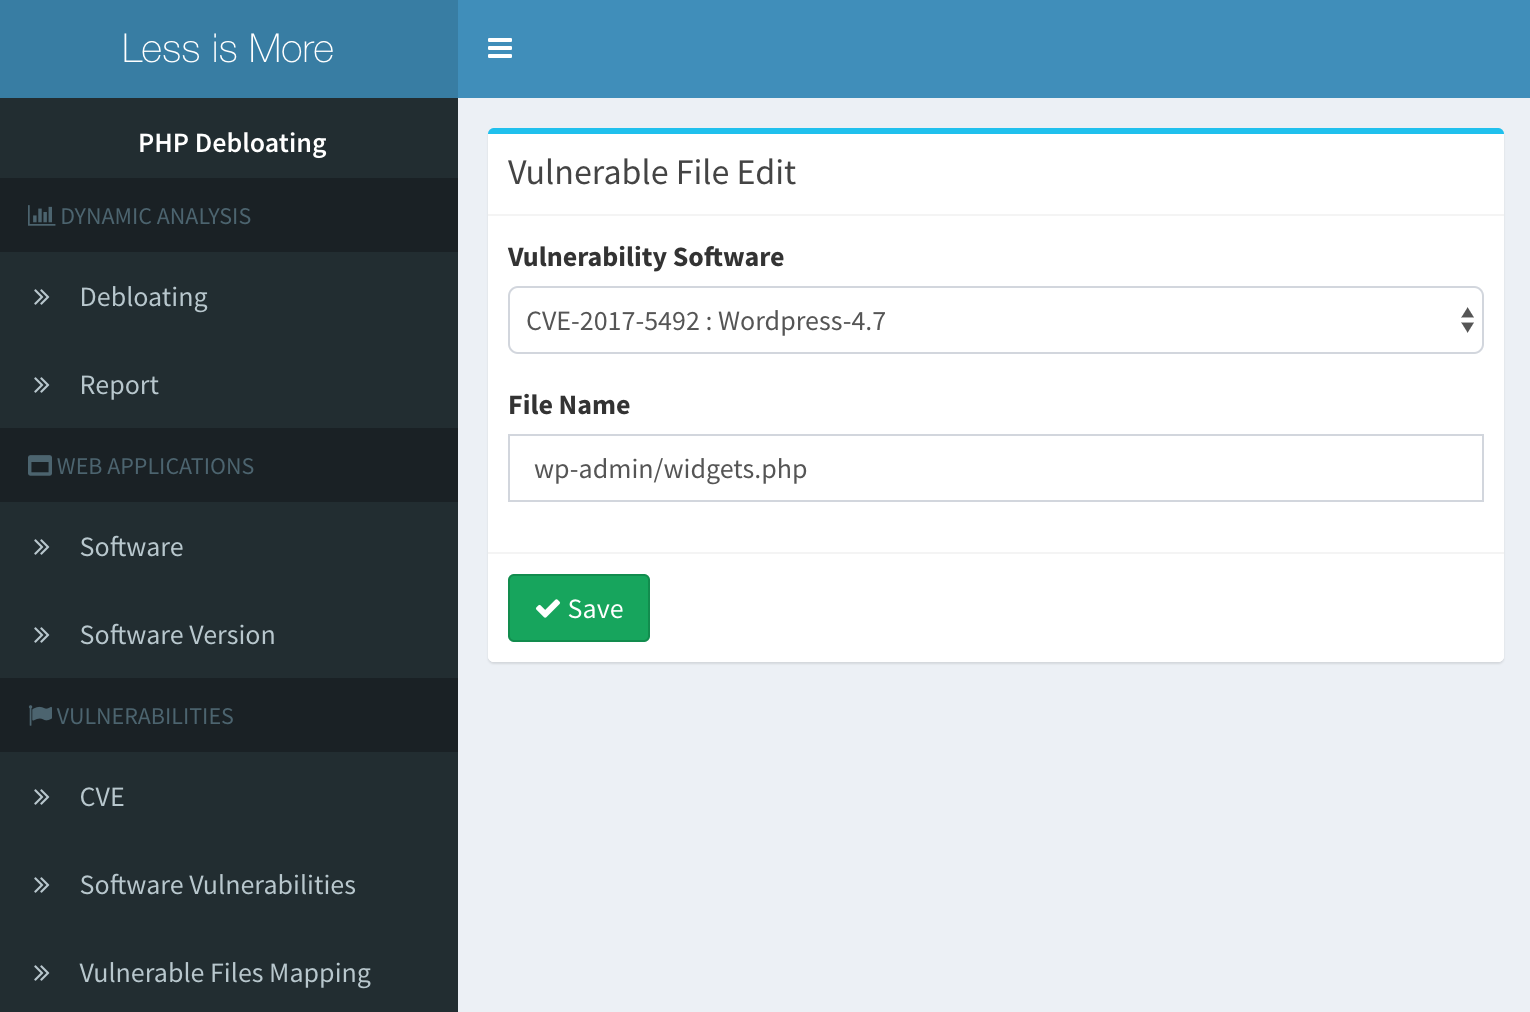 Less is More
PHP Debloating
DYNAMIC ANALYSIS
Debloating
Report
WEB APPLICATIONS
Software
Software Version
VULNERABILITIES
CVE
Software Vulnerabilities
Vulnerable Files Mapping
Vulnerable File Edit
Vulnerability Software
CVE-2017-5492 : Wordpress-4.7
File Name
wp-admin/widgets.php
Save